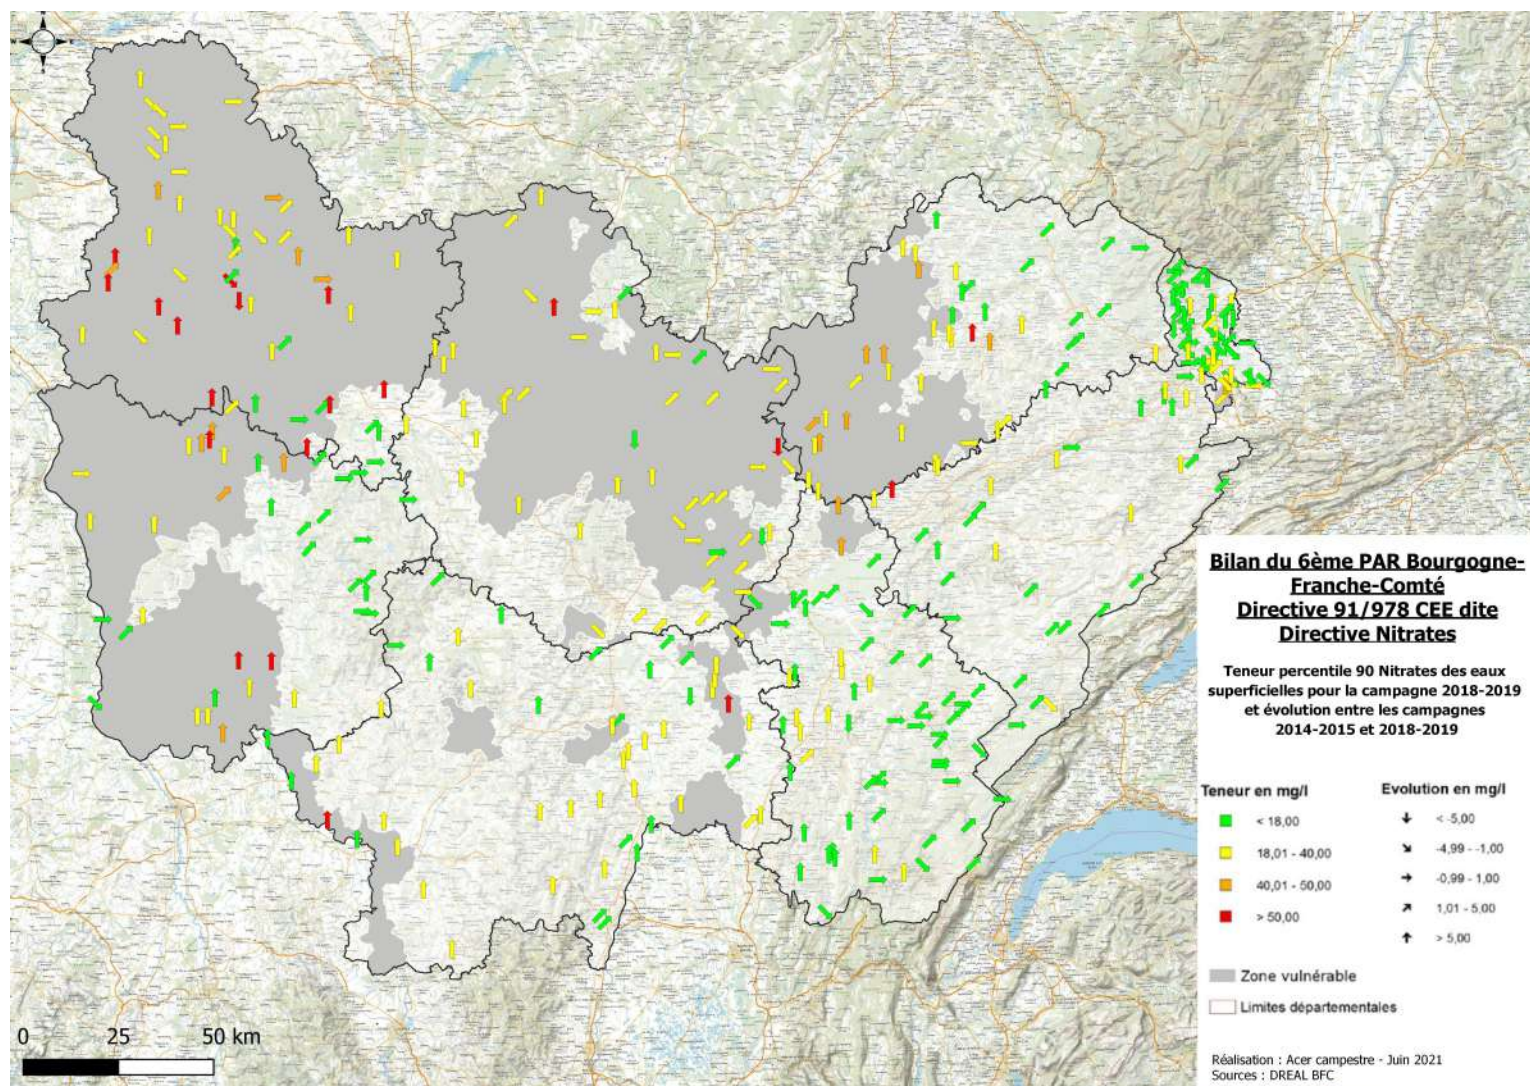 Bilan du 6ème PAR Bourgogne-
Franche-Comté
Directive 91/978 CEE dite
Directive Nitrates
Teneur percentile 90 Nitrates des eaux
superficielles pour la campagne 2018-2019
et évolution entre les campagnes
2014-2015 et 2018-2019
Teneur en mg/l
< 18,00
18,01 - 40,00
40,01 - 50,00
> 50,00
Evolution en mg/l
< -5,00
-4,99 - -1,00
-0,99 - 1,00
1,01 - 5,00
> 5,00
Zone vulnérable
Limites départementales
Réalisation : Acer campestre - Juin 2021
Sources : DREAL BFC
0 25 50 km